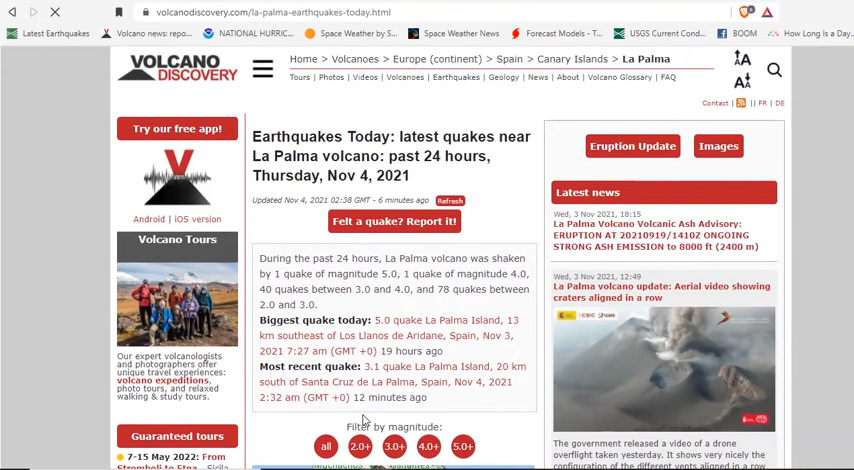 volcanodiscovery.com/la-palma-earthquakes-today.html
Latest Earthquakes
Volcano news: repo...
NATIONAL HURRIC...
Space Weather by S...
Space Weather News
Forecast Models - T...
USGS Current Cond...
BOOM
How Long is a Day...
VOLCANO
DISCOVERY
Home > Volcanoes > Europe (continent) > Spain > Canary Islands > La Palma
Tours | Photos | Videos | Volcanoes | Earthquakes | Geology | News | About | Volcano Glossary | FAQ
Contact | || FR | DE
Try our free app!
Android | iOS version
Volcano Tours
Our expert volcanologists
and photographers offer
unique travel experiences:
volcano expeditions,
photo tours, and relaxed
walking & study tours.
Guaranteed tours
7-15 May 2022: From
Stromboli to Etna - Sicila
Earthquakes Today: latest quakes near
La Palma volcano: past 24 hours,
Thursday, Nov 4, 2021
Updated Nov 4, 2021 02:38 GMT - 6 minutes ago Refresh
Felt a quake? Report it!
During the past 24 hours, La Palma volcano was shaken
by 1 quake of magnitude 5.0, 1 quake of magnitude 4.0,
40 quakes between 3.0 and 4.0, and 78 quakes between
2.0 and 3.0.
Biggest quake today: 5.0 quake La Palma Island, 13
km southeast of Los Llanos de Aridane, Spain, Nov 3,
2021 7:27 am (GMT +0) 19 hours ago
Most recent quake: 3.1 quake La Palma Island, 20 km
south of Santa Cruz de La Palma, Spain, Nov 4, 2021
2:32 am (GMT +0) 12 minutes ago
Filter by magnitude:
all 2.0+ 3.0+ 4.0+ 5.0+
Eruption Update
Images
Latest news
Wed, 3 Nov 2021, 18:15
La Palma Volcano Volcanic Ash Advisory:
ERUPTION AT 20210919/1410Z ONGOING
STRONG ASH EMISSION to 8000 ft (2400 m)
Wed, 3 Nov 2021, 12:49
La Palma volcano update: Aerial video showing
craters aligned in a row
The government released a video of a drone
overflight taken yesterday. It shows very nicely the
configuration of the different vents aligned in a row